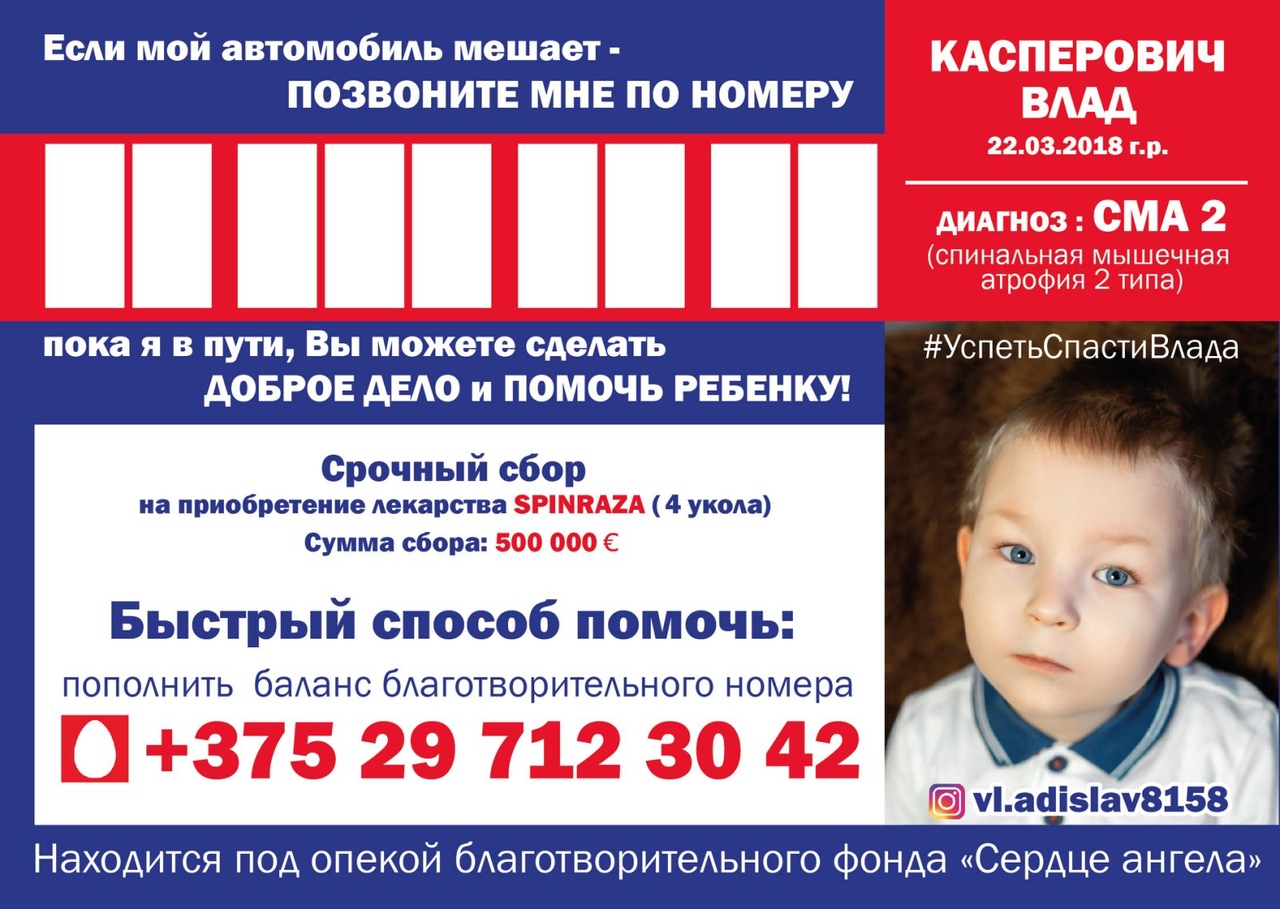 Если мой автомобиль мешает -
ПОЗВОНИТЕ МНЕ ПО НОМЕРУ
КАСПЕРОВИЧ
ВЛАД
22.03.2018 г.р.
ДИАГНОЗ : СМА 2
(спинальная мышечная
атрофия 2 типа)
пока я в пути, Вы можете сделать
ДОБРОЕ ДЕЛО и ПОМОЧЬ РЕБЕНКУ!
#УспетьСпастиВлада
Срочный сбор
на приобретение лекарства SPINRAZA ( 4 укола)
Сумма сбора: 500 000 €
Быстрый способ помочь:
пополнить баланс благотворительного номера
+375 29 712 30 42
vl.adislav8158
Находится под опекой благотворительного фонда «Сердце ангела»